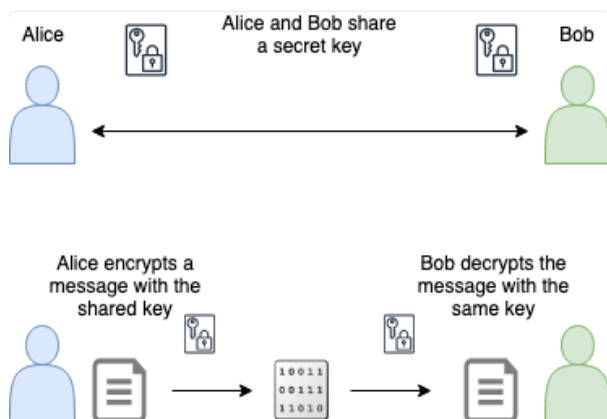 Alice
Alice and Bob share
a secret key
Bob
Alice encrypts a
message with the
shared key
Bob decrypts the
message with the
same key
10011
00111
11010